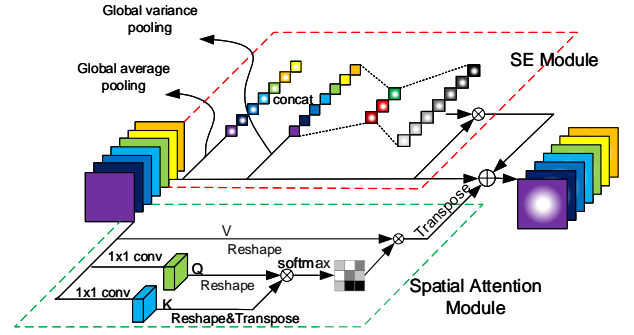 Global variance
pooling
SE Module
Global average
pooling
concat
Transpose
V
Reshape
1x1 conv
Q
softmax
Reshape
1x1 conv
K
Reshape&Transpose
Spatial Attention
Module